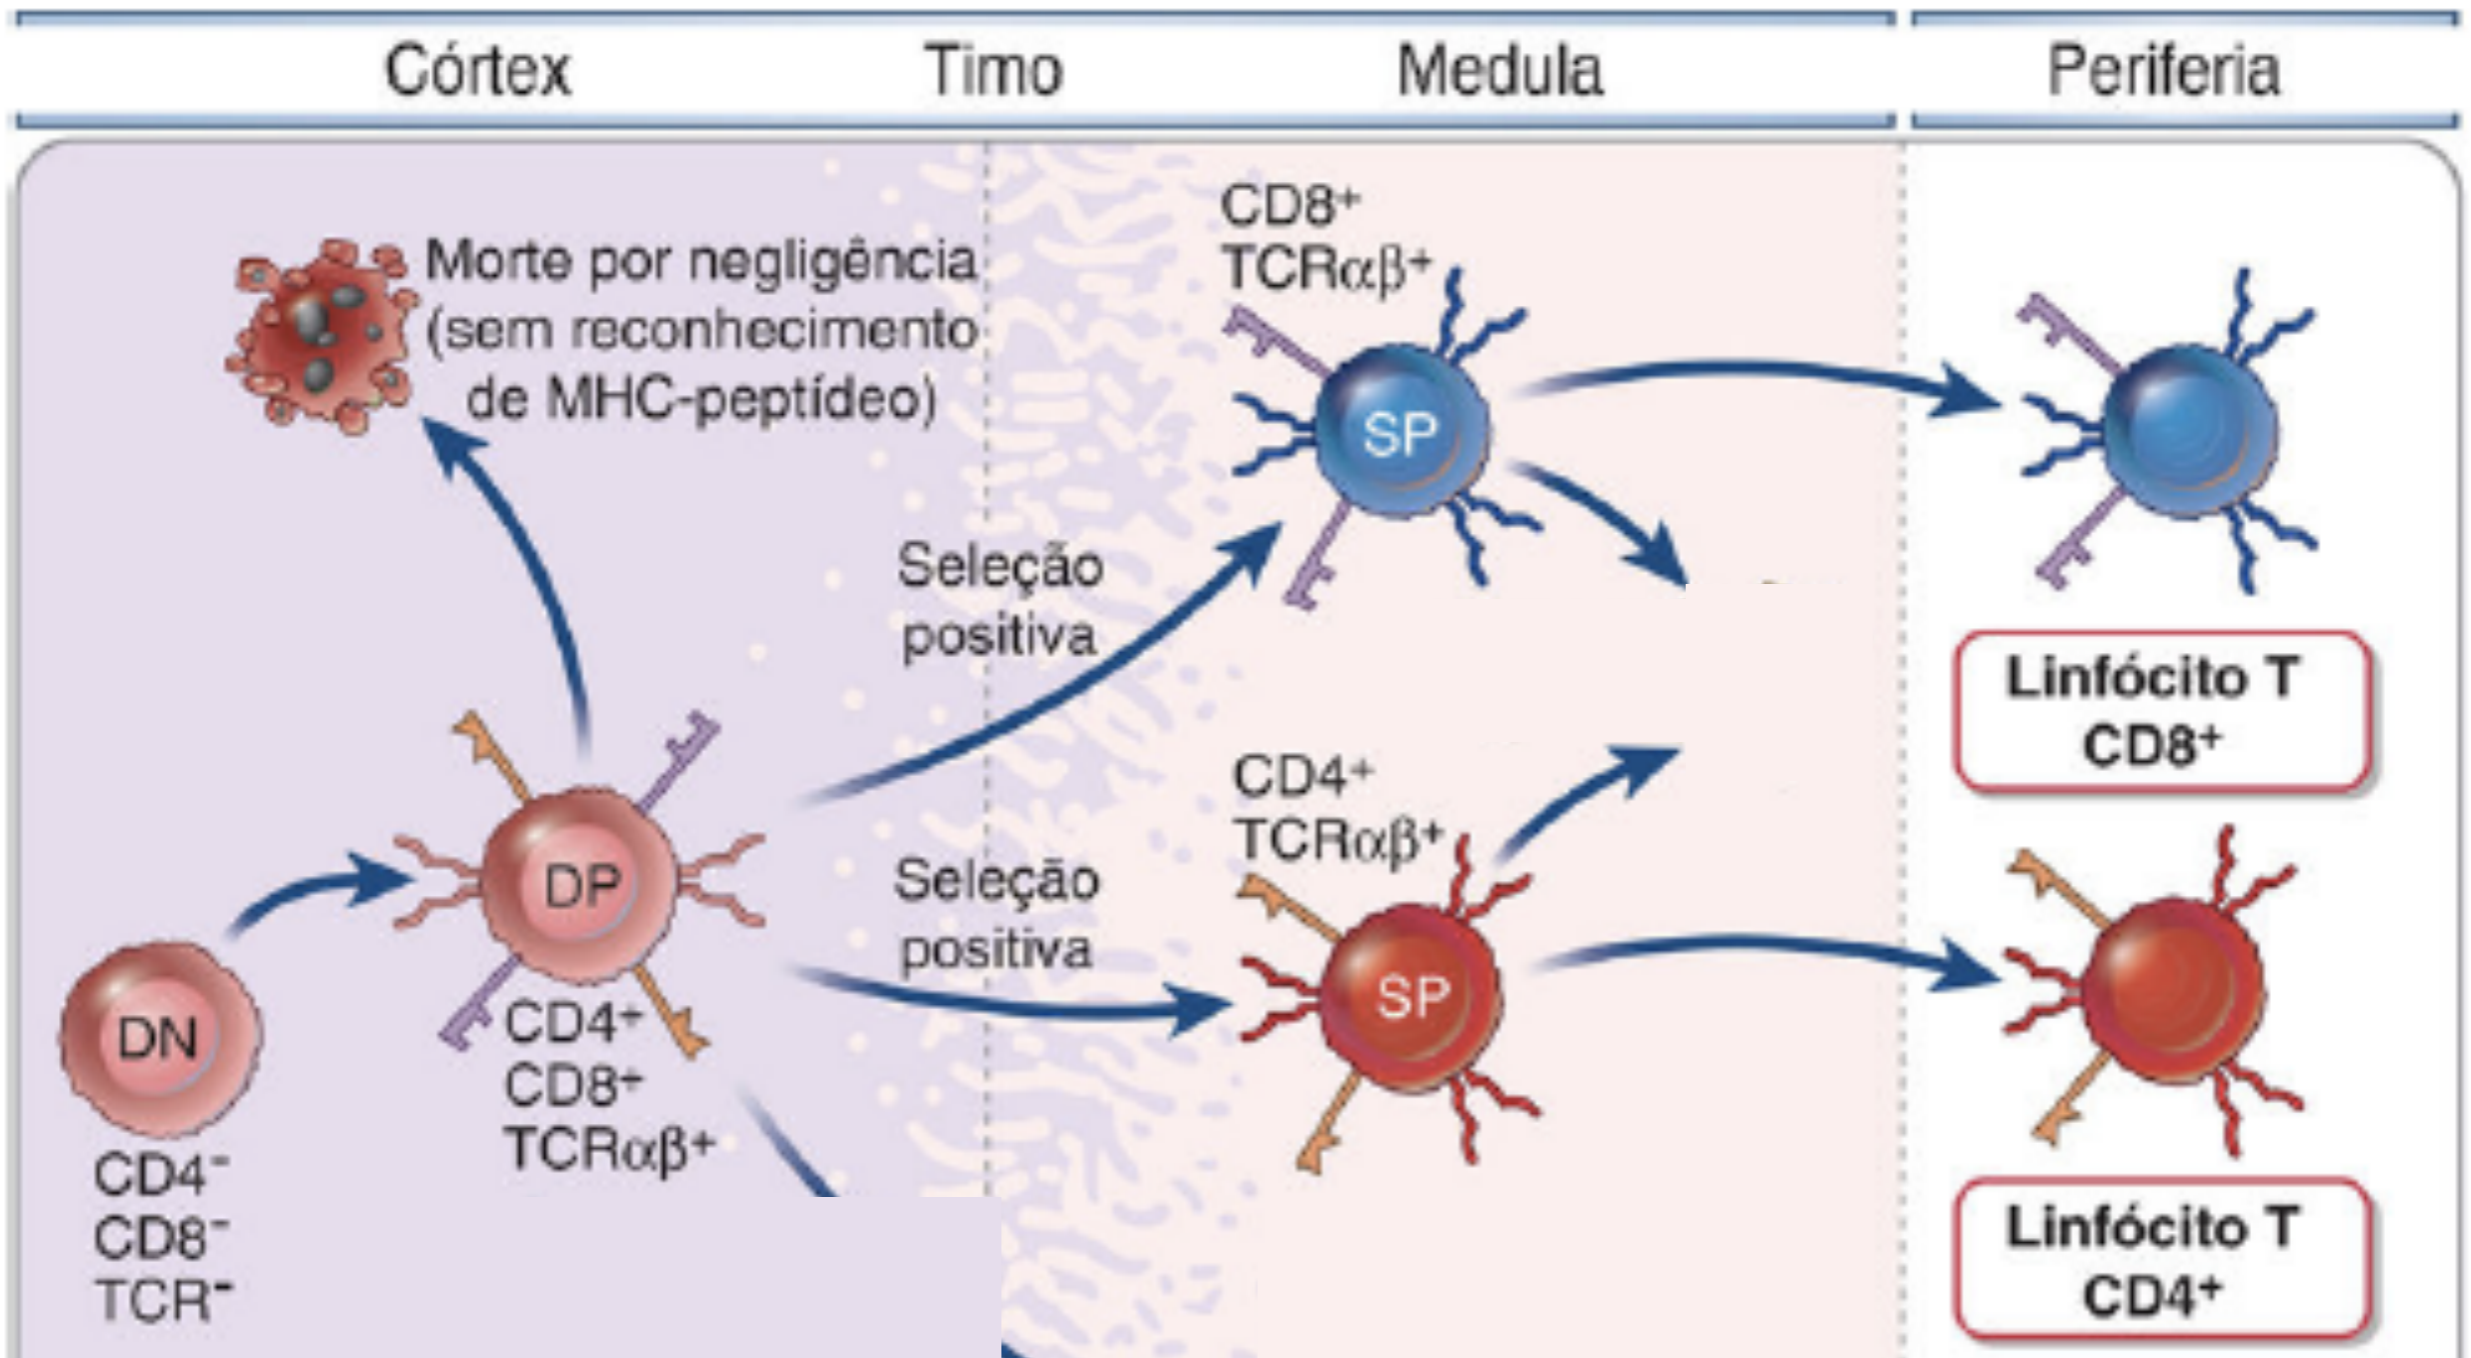 Córtex
Timo
Medula
Periferia
Morte por negligência
(sem reconhecimento
de MHC-peptídeo)
CD8⁺
TCRαβ⁺
SP
Seleção
positiva
Linfócito T
CD8⁺
DP
CD4⁺
CD8⁺
TCRαβ⁺
DN
CD4⁻
CD8⁻
TCR⁻
Seleção
positiva
CD4⁺
TCRαβ⁺
SP
Linfócito T
CD4⁺